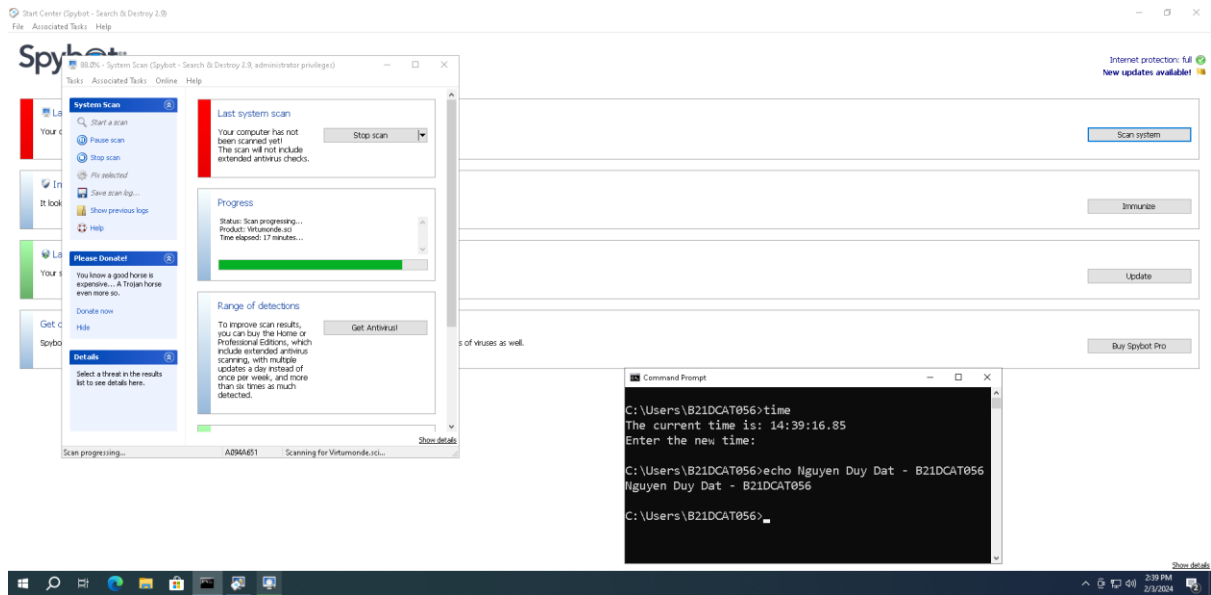 Start Center (Spybot - Search & Destroy 2.9)
File Associated Tasks Help
Internet protection: full
New updates available!
Scan system
Immunize
Update
Buy Spybot Pro
s of viruses as well.
Show details
88.0% - System Scan (Spybot - Search & Destroy 2.9, administrator privileges)
Tasks Associated Tasks Online Help
System Scan
Start a scan
Pause scan
Stop scan
Fix selected
Save scan log...
Show previous logs
Help
Please Donate!
You know a good horse is
expensive... A Trojan horse
even more so.
Donate now
Hide
Details
Select a threat in the results
list to see details here.
Last system scan
Your computer has not
been scanned yet!
The scan will not include
extended antivirus checks.
Stop scan
Progress
Status: Scan progressing...
Product: Virtumonde.sci
Time elapsed: 17 minutes...
Range of detections
To improve scan results,
you can buy the Home or
Professional Editions, which
include extended antivirus
scanning, with multiple
updates a day instead of
once per week, and more
than six times as much
detected.
Get Antivirus!
Show details
Scan progressing... A094A651 Scanning for Virtumonde.sci...
Command Prompt
C:\Users\B21DCAT056>time
The current time is: 14:39:16.85
Enter the new time:
C:\Users\B21DCAT056>echo Nguyen Duy Dat - B21DCAT056
Nguyen Duy Dat - B21DCAT056
C:\Users\B21DCAT056>
2:39 PM
2/3/2024